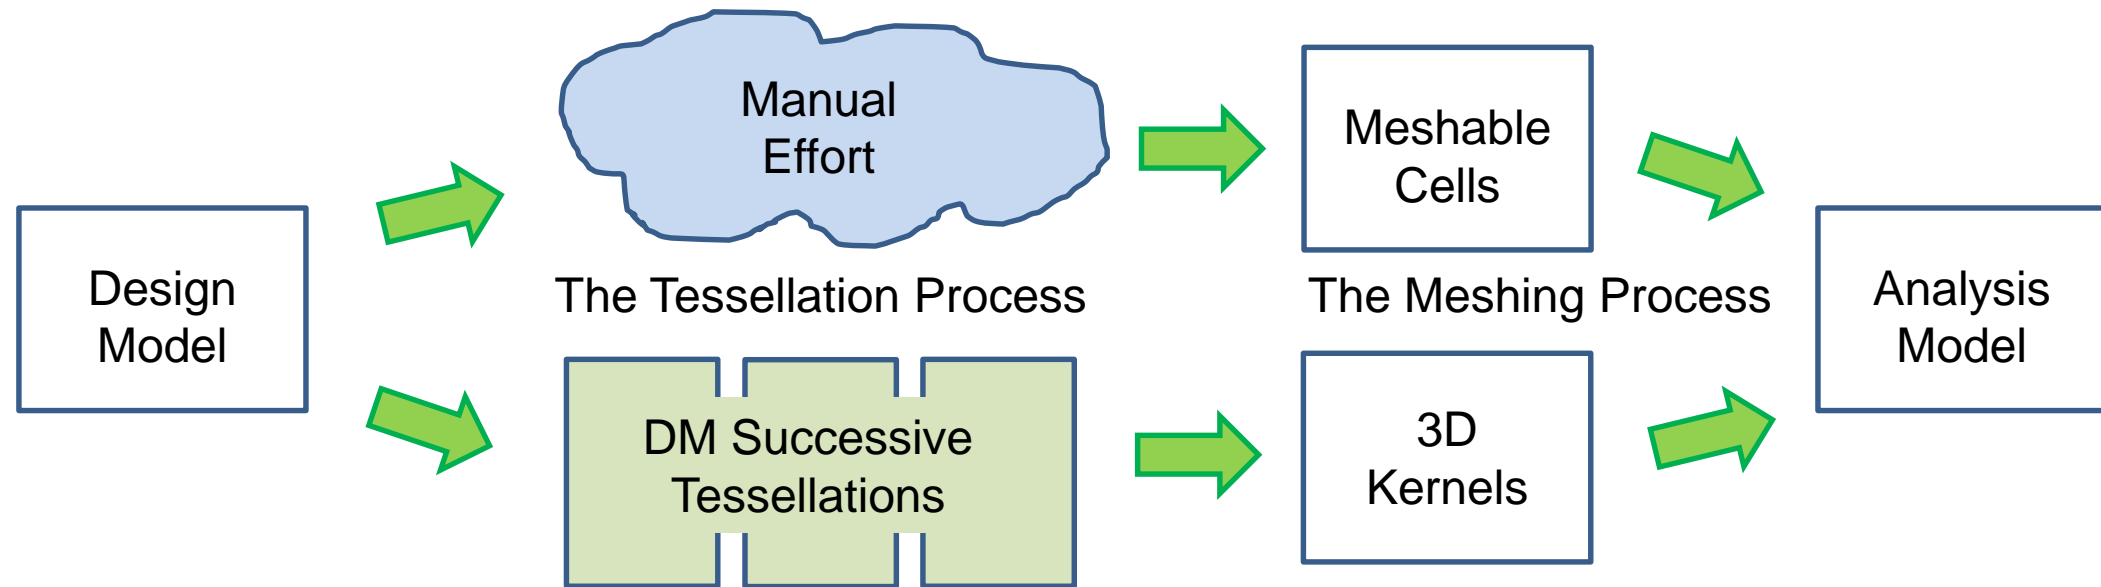 Design
Model
Manual
Effort
The Tessellation Process
DM Successive
Tessellations
Meshable
Cells
The Meshing Process
3D
Kernels
Analysis
Model